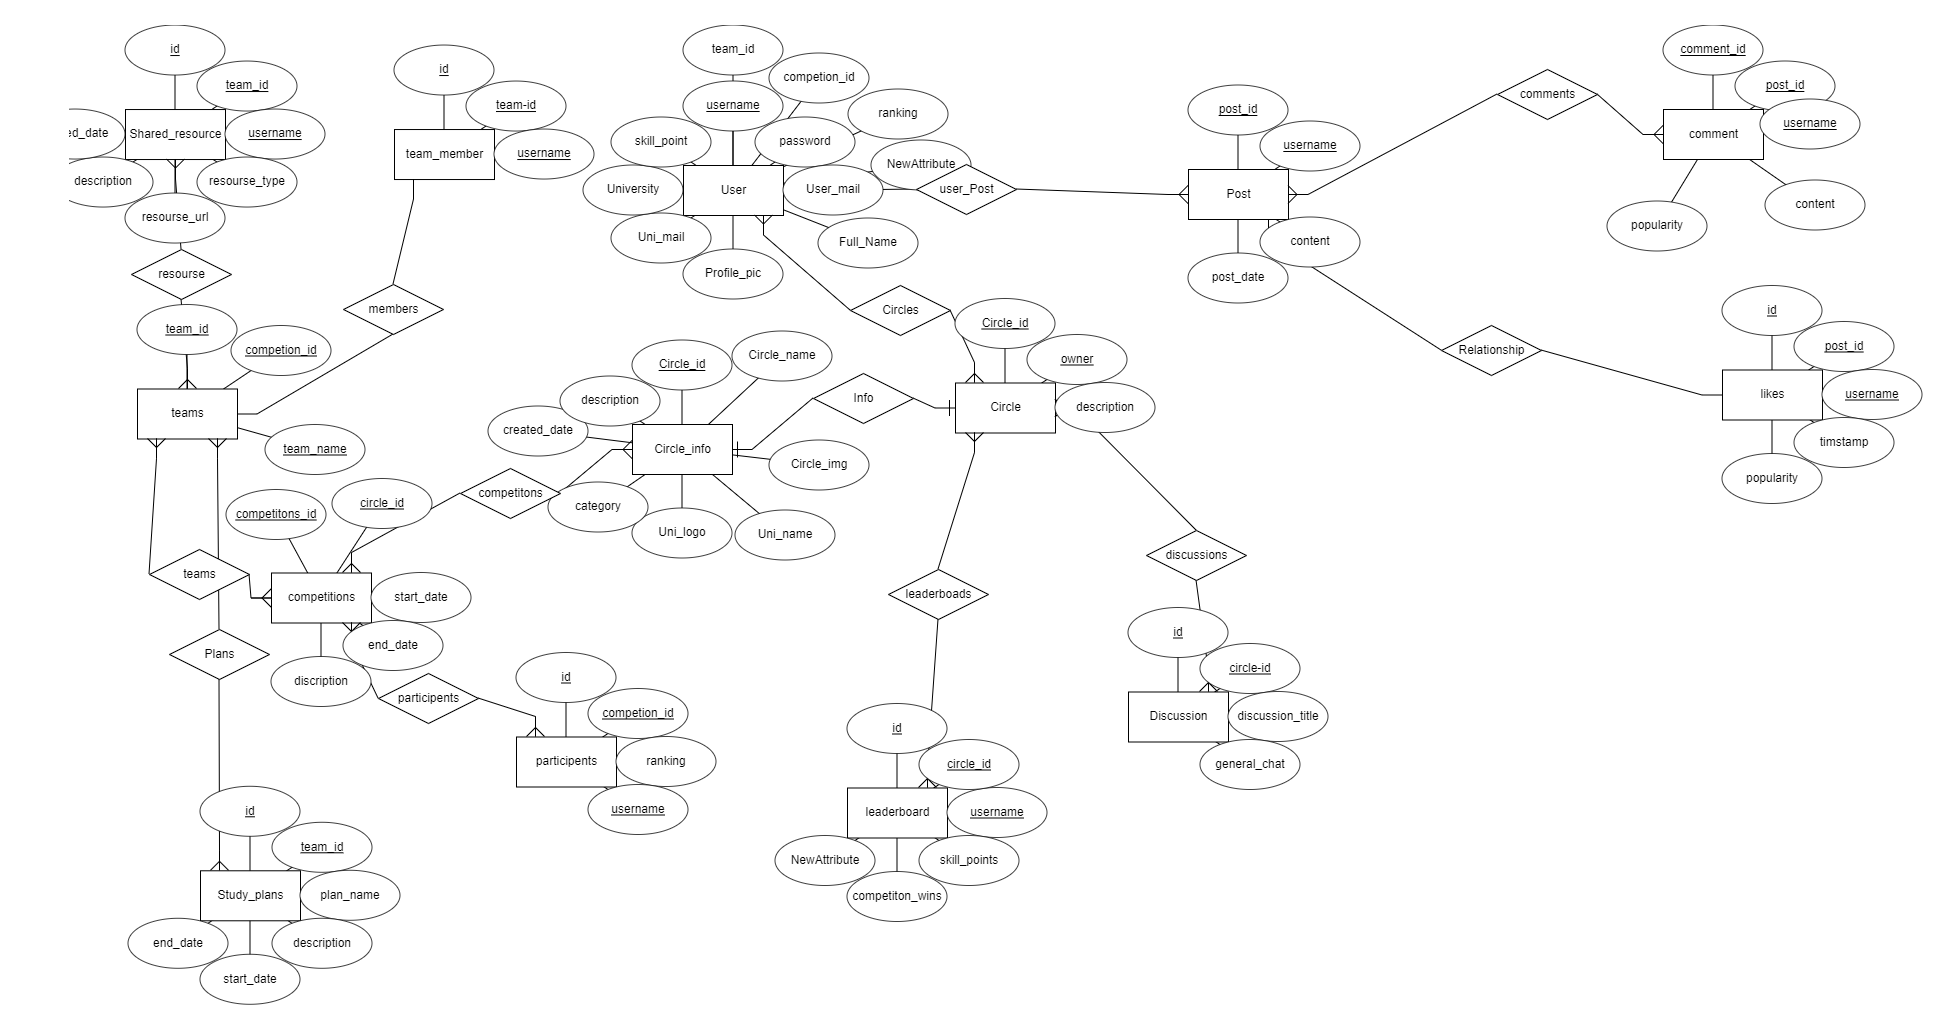 id
team_id
ed_date
Shared_resource
username
description
resourse_type
resourse_url
resourse
id
team-id
team_member
username
members
team_id
competion_id
username
ranking
skill_point
password
NewAttribute
University
User
User_mail
user_Post
Uni_mail
Full_Name
Profile_pic
post_id
username
Post
content
post_date
comments
comment_id
post_id
username
comment
content
popularity
team_id
competion_id
teams
team_name
Circles
Circle_id
owner
Circle
description
Circle_id
Circle_name
description
created_date
Circle_info
Circle_img
category
Uni_logo
Uni_name
Info
Relationship
id
post_id
likes
username
timstamp
popularity
competitons
competitons_id
circle_id
teams
competitions
start_date
end_date
discription
Plans
leaderboads
discussions
participents
id
competion_id
participents
ranking
username
id
circle-id
Discussion
discussion_title
general_chat
id
circle_id
leaderboard
username
NewAttribute
skill_points
competiton_wins
id
team_id
Study_plans
plan_name
end_date
description
start_date